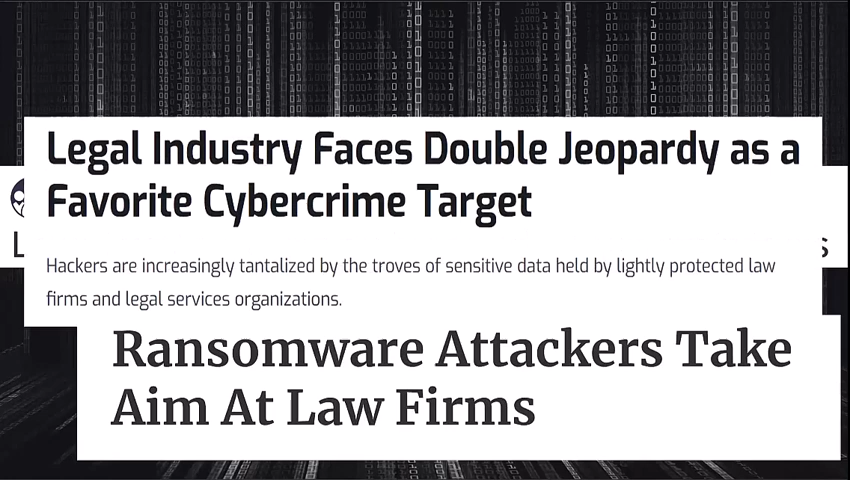 Legal Industry Faces Double Jeopardy as a
Favorite Cybercrime Target
Hackers are increasingly tantalized by the troves of sensitive data held by lightly protected law
firms and legal services organizations.
Ransomware Attackers Take
Aim At Law Firms